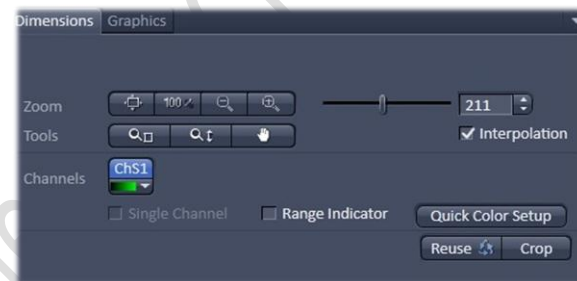 Dimensions Graphics
Zoom 100% 211
Tools Interpolation
Channels ChS1
Single Channel Range Indicator Quick Color Setup
Reuse Crop